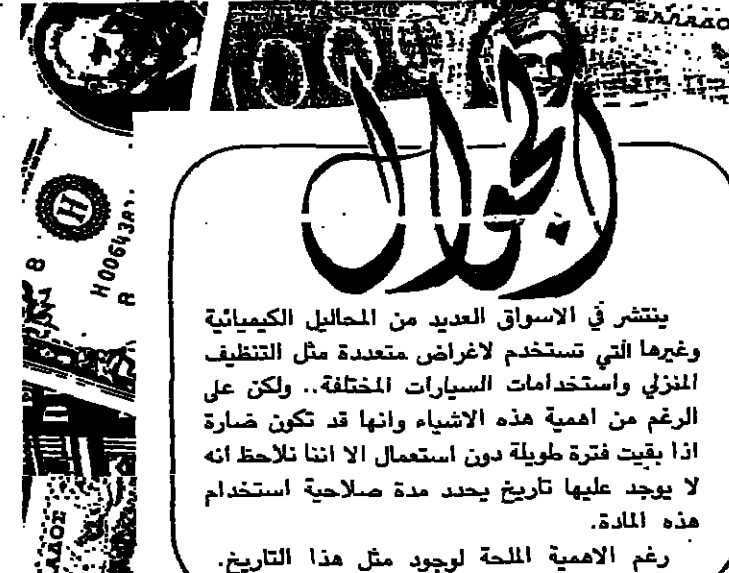 THE ΕΛΛΑΔΟΣ
الجوال
H
8
H00643A
R
ينتشر في الاسواق العديد من المحاليل الكيميائية
وغيرها التي تستخدم لاغراض متعددة مثل التنظيف
المنزلي واستخدامات السيارات المختلفة.. ولكن على
الرغم من اهمية هذه الاشياء وانها قد تكون ضارة
اذا بقيت فترة طويلة دون استعمال الا اننا نلاحظ انه
لا يوجد عليها تاريخ يحدد مدة صلاحية استخدام
هذه المادة.
رغم الاهمية الملحة لوجود مثل هذا التاريخ.